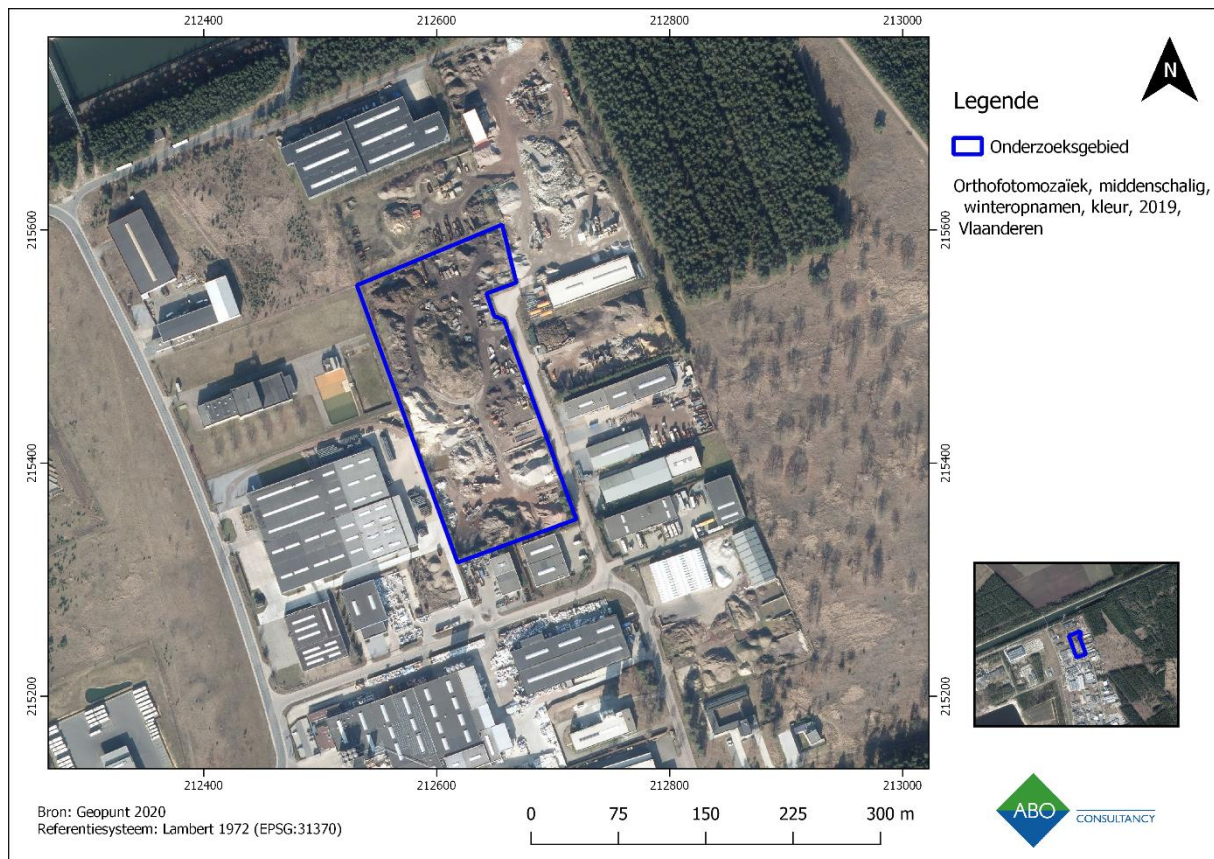 212400
212600
212800
213000
N
Legende
Onderzoeksgebied
Orthofotomozaïek, middenschalig,
winteropnamen, kleur, 2019,
Vlaanderen
215600
215600
215400
215400
215200
215200
212400
212600
212800
213000
Bron: Geopunt 2020
Referentiesysteem: Lambert 1972 (EPSG:31370)
0 75 150 225 300 m
ABO
CONSULTANCY